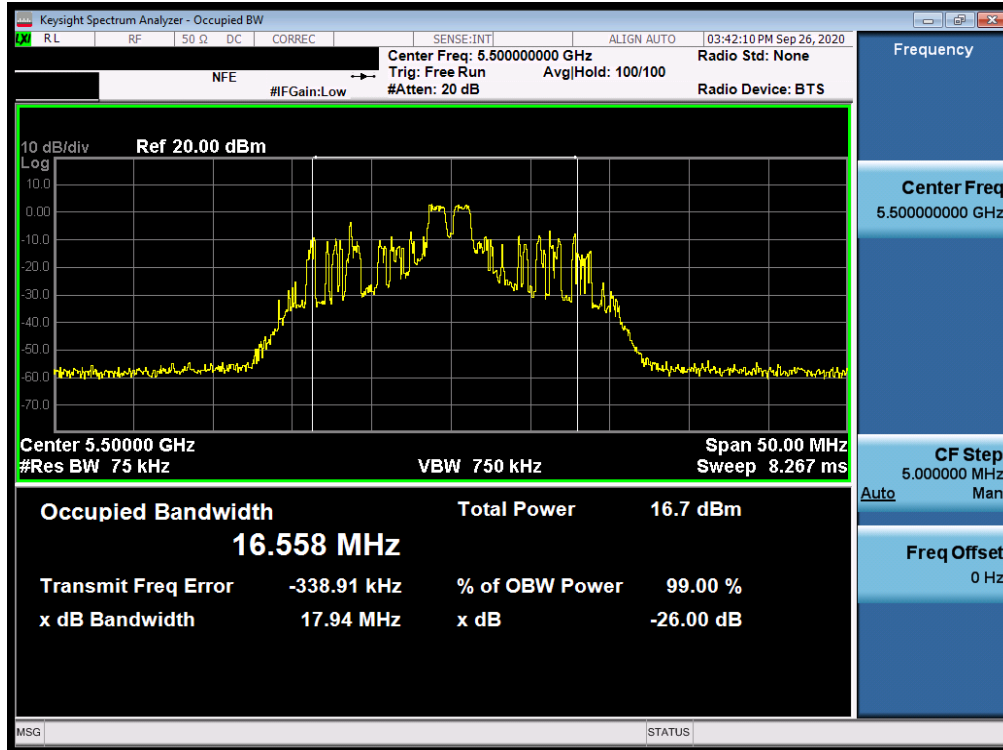 Keysight Spectrum Analyzer - Occupied BW
LXI RL RF 50 Ω DC CORREC SENSE:INT ALIGN AUTO 03:42:10 PM Sep 26, 2020
Center Freq: 5.500000000 GHz Radio Std: None
NFE Trig: Free Run Avg|Hold: 100/100
#IFGain:Low #Atten: 20 dB Radio Device: BTS
10 dB/div Ref 20.00 dBm
Log
10.0
0.00
-10.0
-20.0
-30.0
-40.0
-50.0
-60.0
-70.0
Center 5.50000 GHz Span 50.00 MHz
#Res BW 75 kHz VBW 750 kHz Sweep 8.267 ms
Occupied Bandwidth Total Power 16.7 dBm
16.558 MHz
Transmit Freq Error -338.91 kHz % of OBW Power 99.00 %
x dB Bandwidth 17.94 MHz x dB -26.00 dB
MSG STATUS
Frequency
Center Freq
5.500000000 GHz
CF Step
5.000000 MHz
Auto Man
Freq Offset
0 Hz